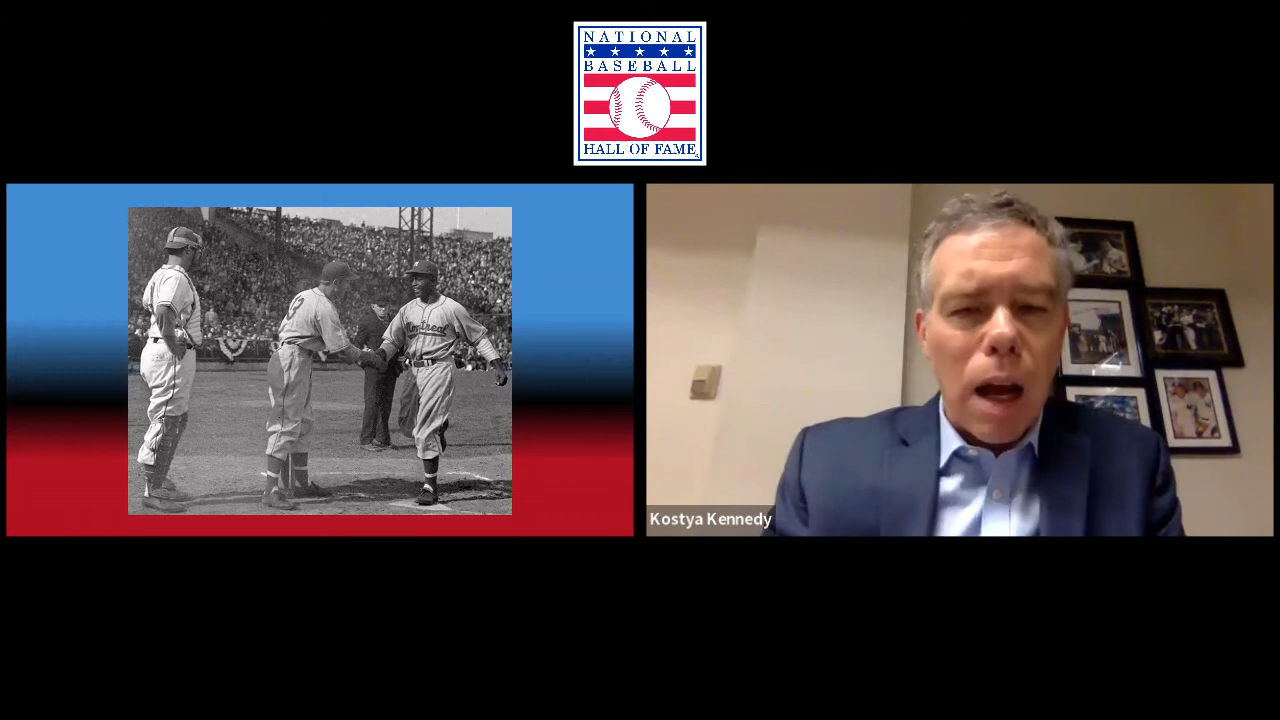 NATIONAL
BASEBALL
HALL OF FAME
Montreal
Kostya Kennedy